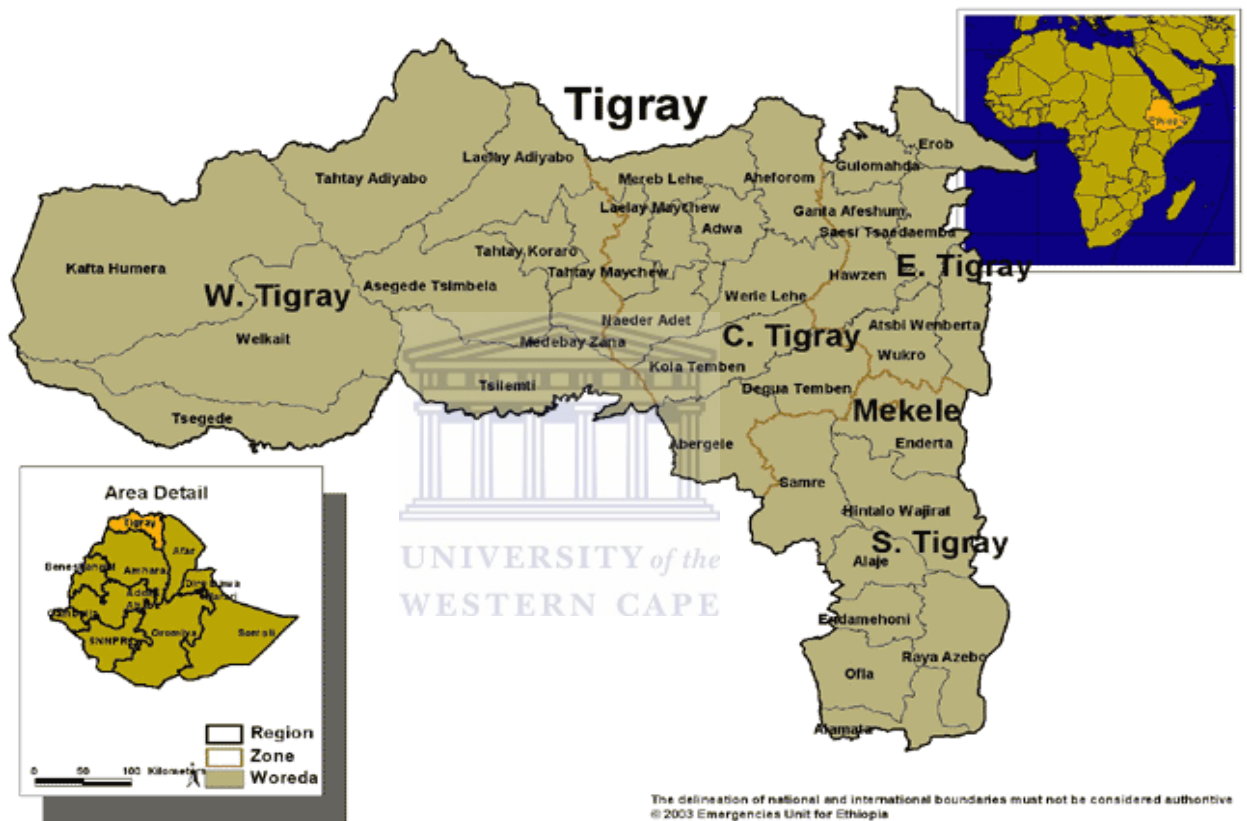 Tigray
Erob
Laelay Adiyabo
Gulomahda
Tahtay Adiyabo
Mereb Lehe
Aheforom
Laelay Maychew
Ganta Afeshum
Adwa
Saesi Tsaedaemba
Tahtay Koraro
Kafta Humera
Tahtay Maychew
Hawzen
E. Tigray
Asegede Tsimbela
W. Tigray
Werie Lehe
Naeder Adet
Atsbi Wenberta
Welkait
Medebay Zana
C. Tigray
Wukro
Kola Temben
Tsilemti
Degua Temben
Tsegede
Mekele
Abergele
Enderta
Samre
Hintalo Wajirat
S. Tigray
Alaje
Endamehoni
Raya Azebo
Ofla
Alamata
UNIVERSITY of the
WESTERN CAPE
Area Detail
Tigray
Afar
Amhara
Oromiya
Somali
Region
Zone
Woreda
0 50 100 Kilometers
The delineation of national and international boundaries must not be considered authoritive
© 2003 Emergencies Unit for Ethiopia